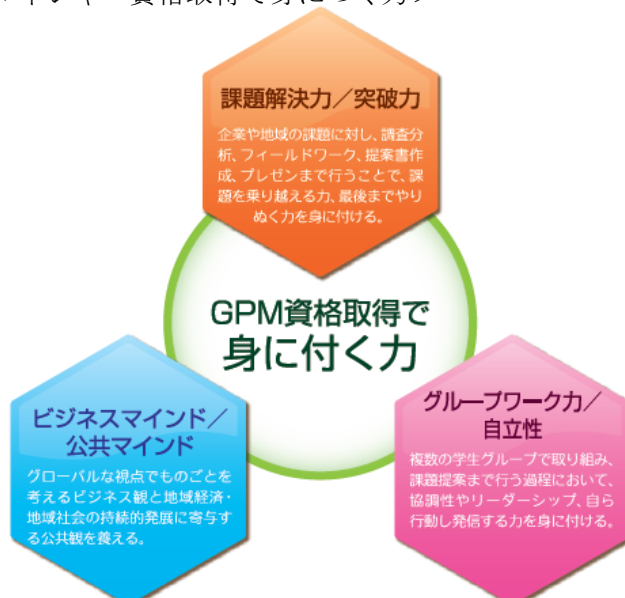 資格取得で身につく力
課題解決力／突破力
企業や地域の課題に対し、調査分
析、フィールドワーク、提案書作
成、プレゼンまで行うことで、課
題を乗り越える力、最後までやり
ぬく力を身に付ける。
GPM資格取得で
身に付く力
ビジネスマインド／
公共マインド
グローバルな視点でものごとを
考えるビジネス観と地域経済・
地域社会の持続的発展に寄与す
る公共観を養える。
グループワーク力／
自立性
複数の学生グループで取り組み、
課題提案まで行う過程において、
協調性やリーダーシップ、自ら
行動し発信する力を身に付ける。